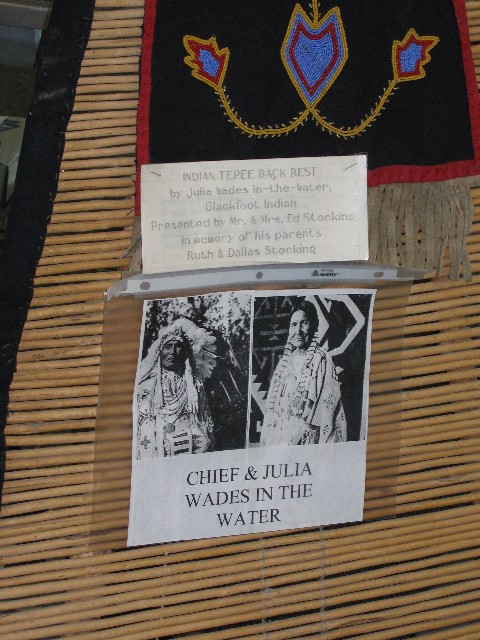 INDIAN TEPEE BACK REST
by Julia Wades in-the-Water,
Blackfoot Indian
Presented by Mr. & Mrs. Ed Stocking
in memory of his parents
Ruth & Dallas Stocking
AVERY
CHIEF & JULIA
WADES IN THE
WATER